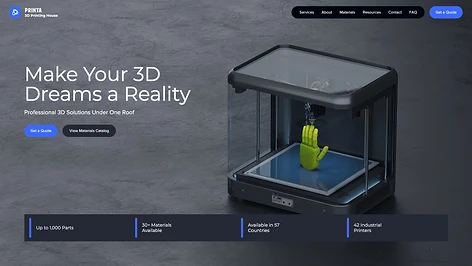 PRINTA
3D Printing House
Services About Materials Resources Contact FAQ
Get a Quote
Make Your 3D
Dreams a Reality
Professional 3D Solutions Under One Roof
Get a Quote
View Materials Catalog
Up to 1,000 Parts
30+ Materials
Available
Available in 57
Countries
42 Industrial
Printers